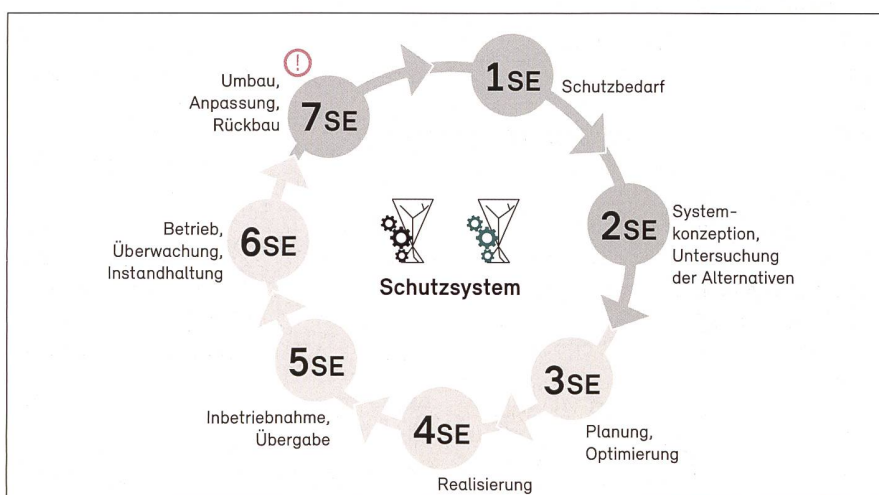 1SE
Schutzbedarf
2SE
System-
konzeption,
Untersuchung
der Alternativen
3SE
Planung,
Optimierung
4SE
Realisierung
5SE
Inbetriebnahme,
Übergabe
6SE
Betrieb,
Überwachung,
Instandhaltung
7SE
!
Umbau,
Anpassung,
Rückbau
Schutzsystem